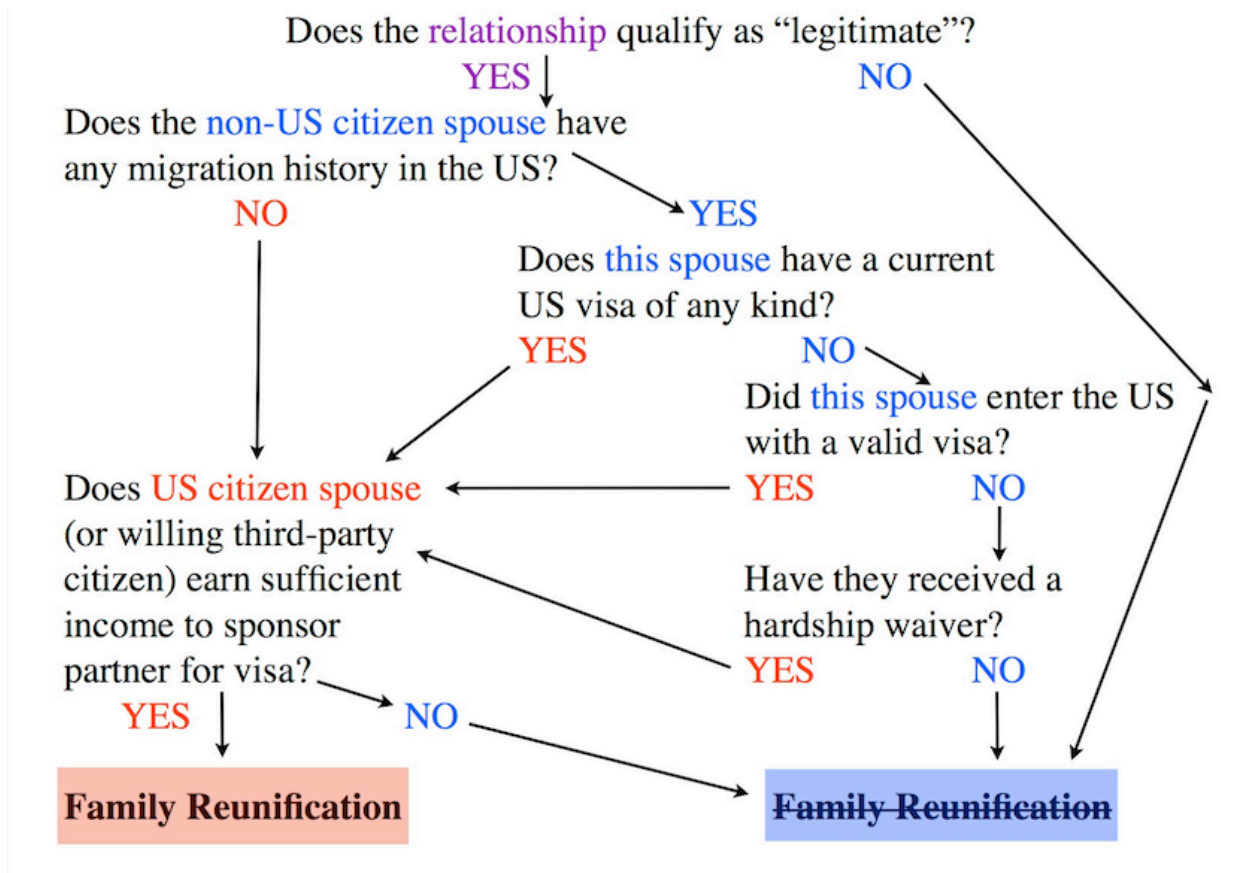 Does the relationship qualify as “legitimate”?
YES
NO
Does the non-US citizen spouse have
any migration history in the US?
NO
YES
Does this spouse have a current
US visa of any kind?
YES
NO
Did this spouse enter the US
with a valid visa?
YES
NO
Have they received a
hardship waiver?
YES
NO
Does US citizen spouse
(or willing third-party
citizen) earn sufficient
income to sponsor
partner for visa?
YES
NO
Family Reunification
Family Reunification